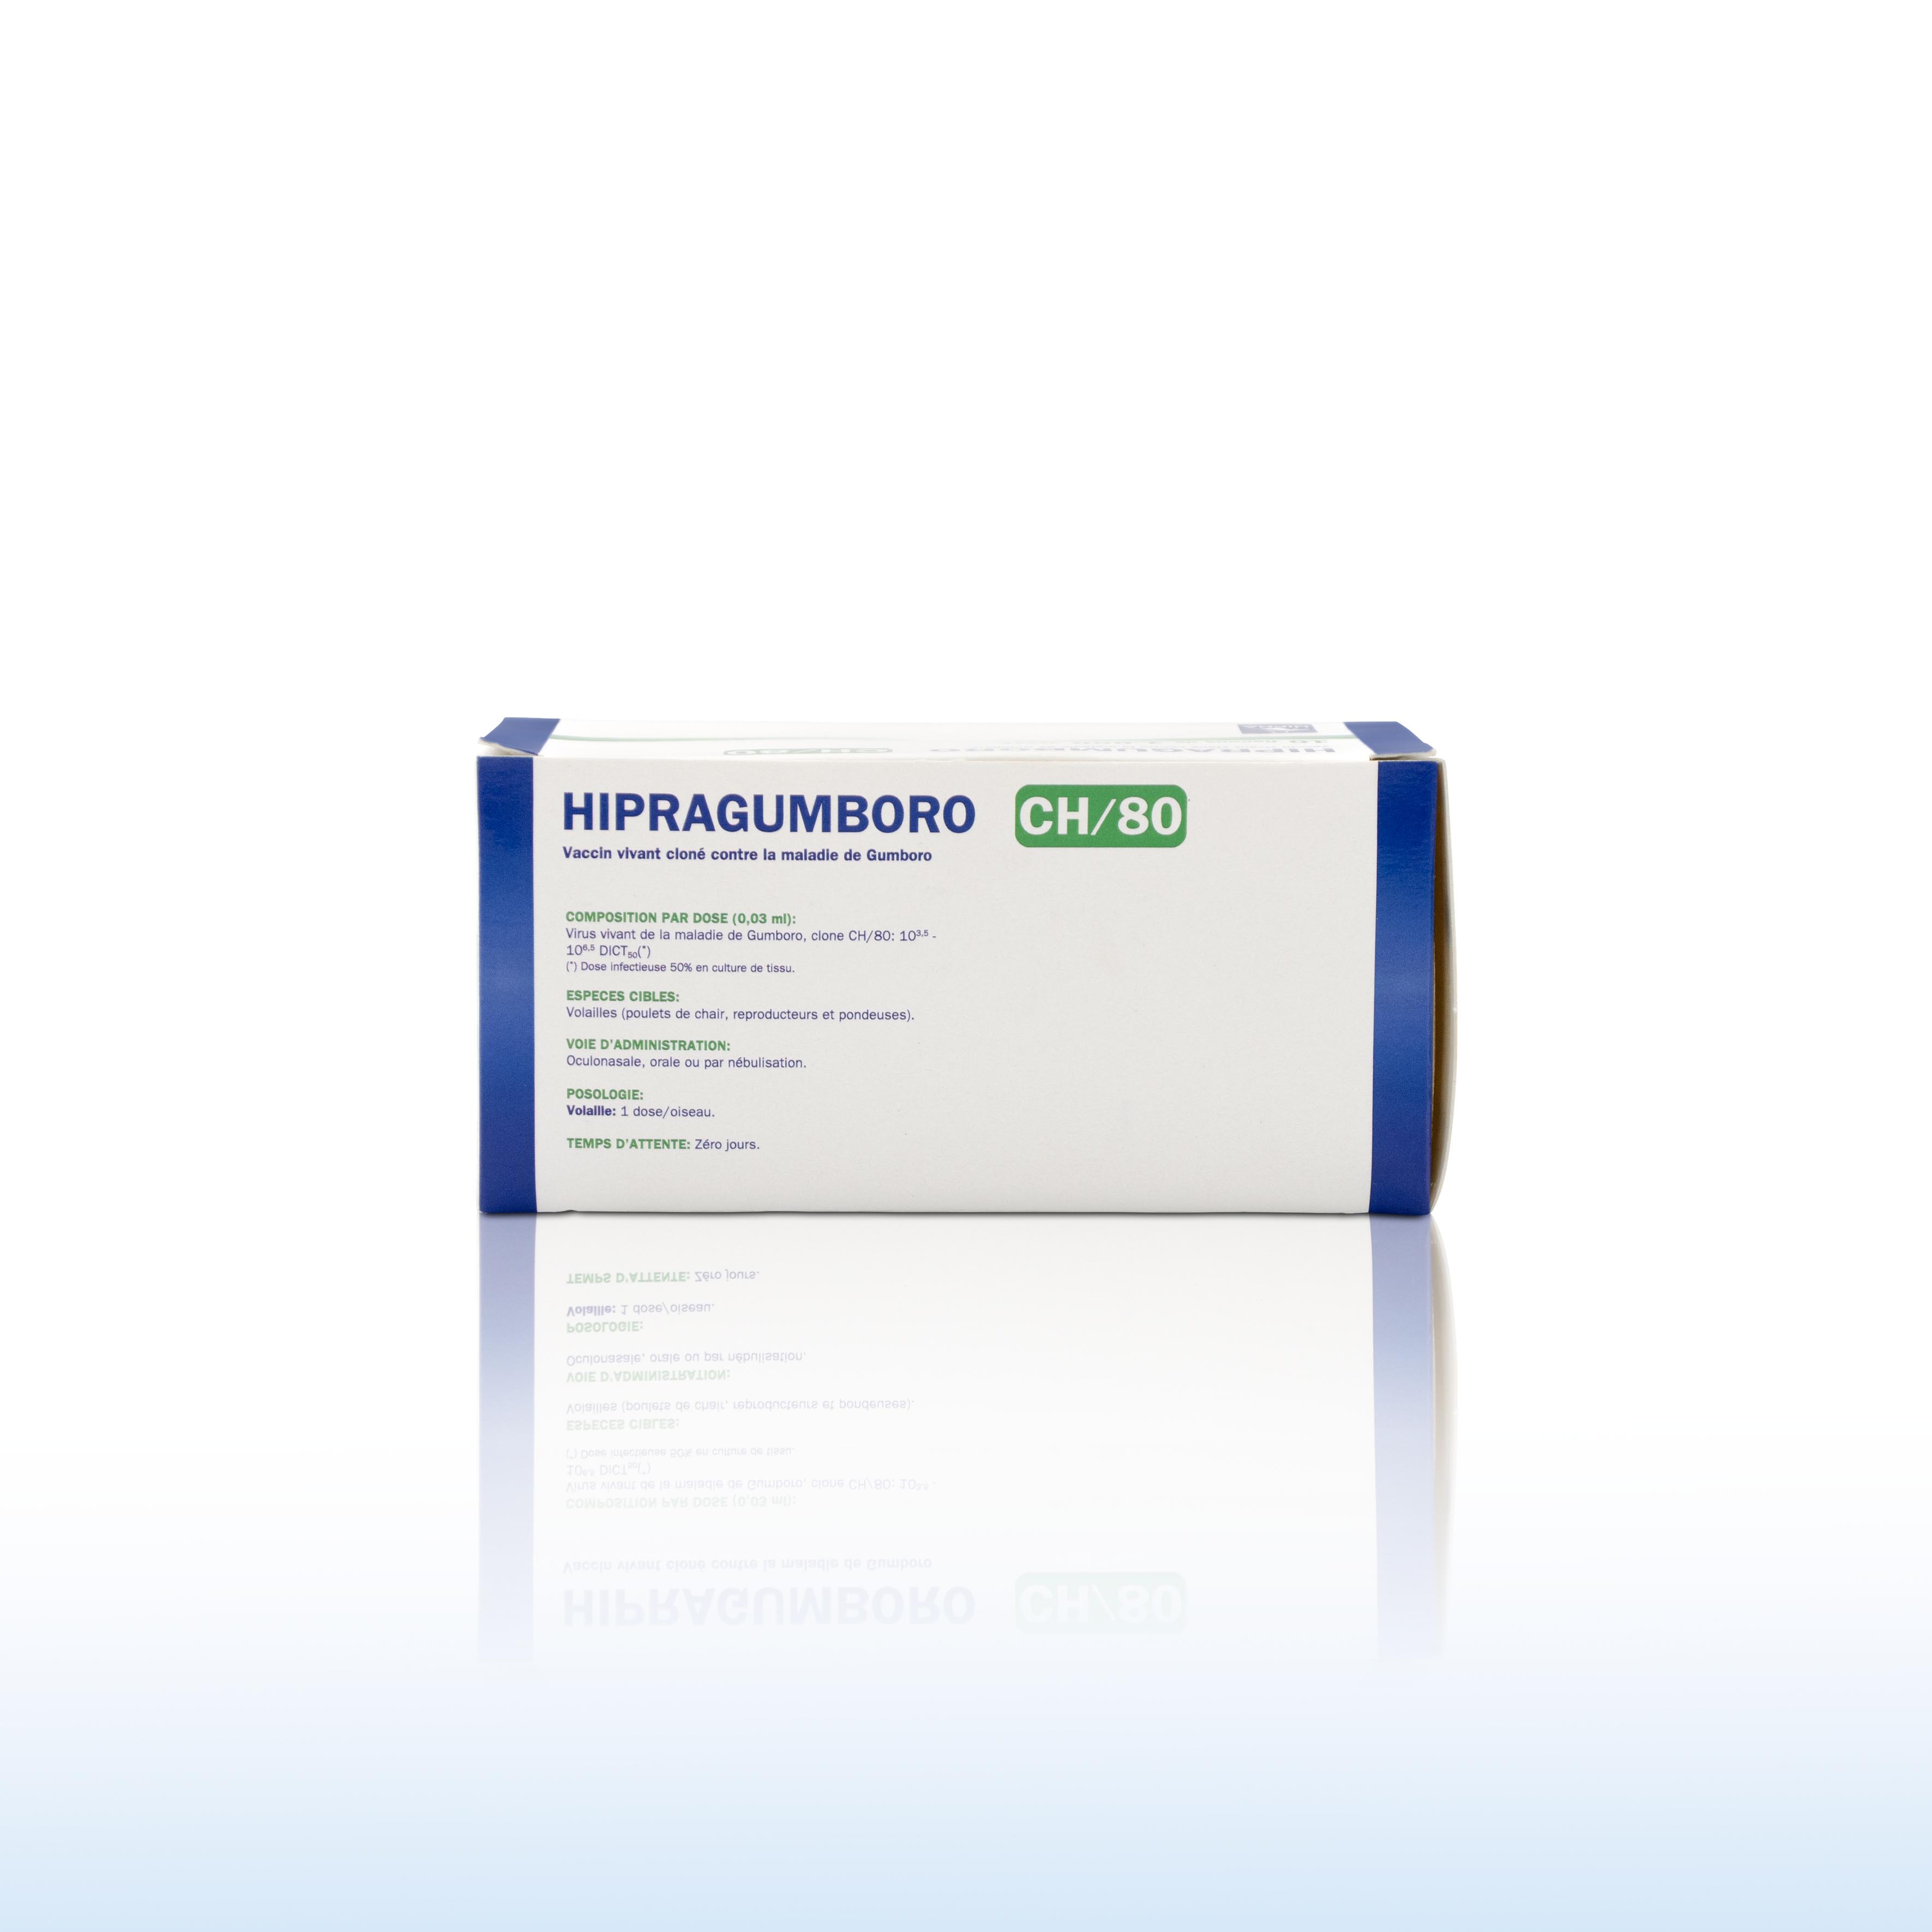 HIPRAGUMBORO CH/80
Vaccin vivant cloné contre la maladie de Gumboro
COMPOSITION PAR DOSE (0,03 ml):
Virus vivant de la maladie de Gumboro, clone CH/80: 10³,⁵ -
10⁶,⁵ DICT₅₀(*)
(*) Dose infectieuse 50% en culture de tissu.
ESPECES CIBLES:
Volailles (poulets de chair, reproducteurs et pondeuses).
VOIE D'ADMINISTRATION:
Oculonasale, orale ou par nébulisation.
POSOLOGIE:
Volaille: 1 dose/oiseau.
TEMPS D'ATTENTE: Zéro jours.